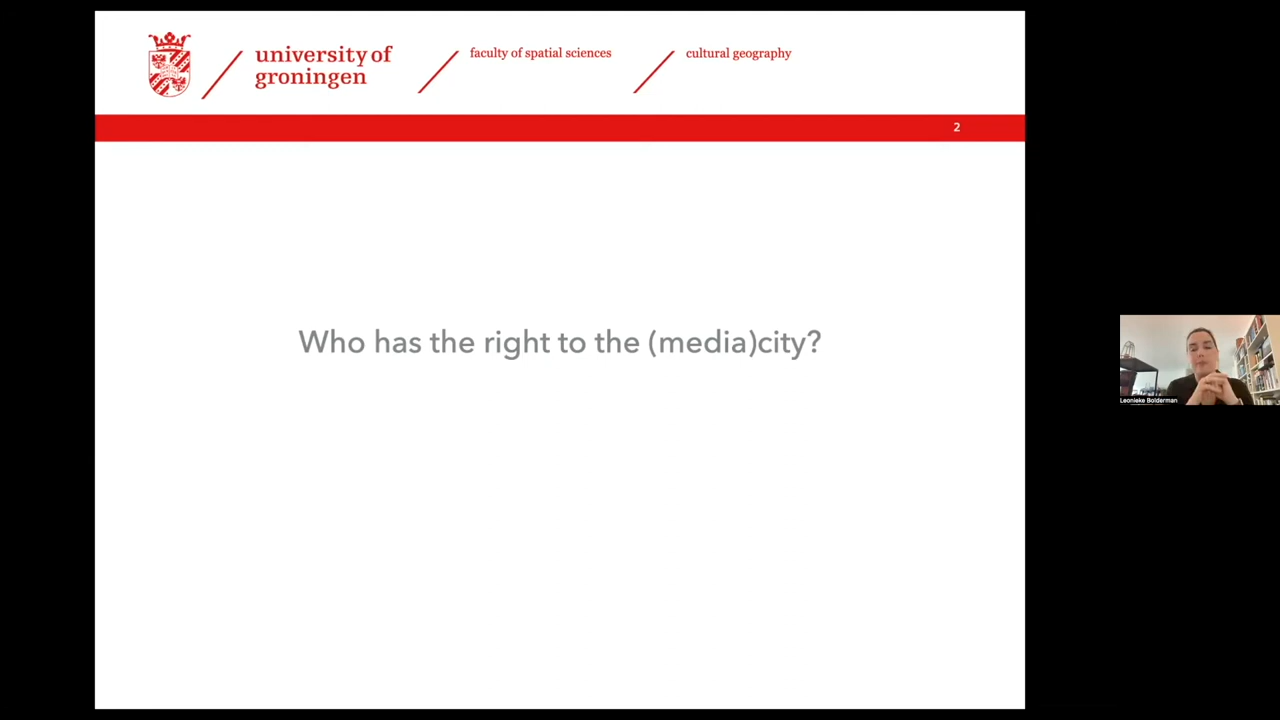 university of
groningen
faculty of spatial sciences
cultural geography
2
Who has the right to the (media)city?
Leonieke Bolderman